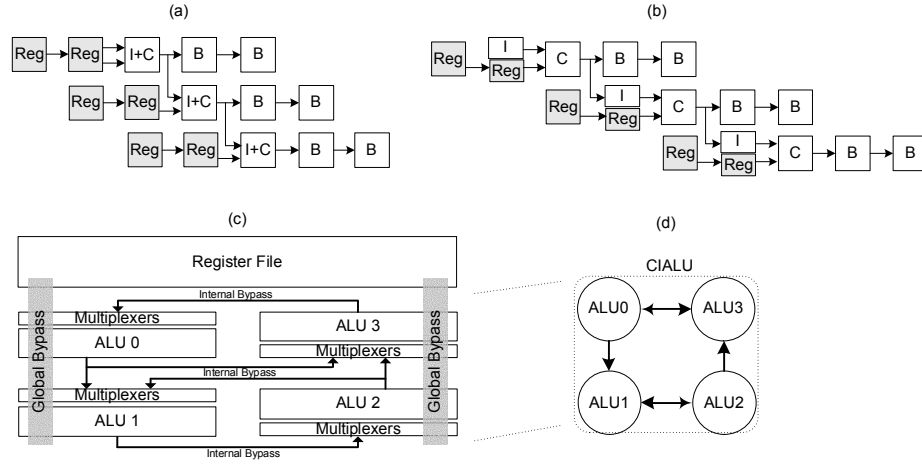 (a)
Reg Reg I+C B B
Reg Reg I+C B B
Reg Reg I+C B B
(b)
Reg I Reg C B B
Reg I Reg C B B
Reg I Reg C B B
(c)
Register File
Internal Bypass
Global Bypass
Multiplexers
ALU 0
ALU 3
Multiplexers
Internal Bypass
Multiplexers
ALU 1
ALU 2
Multiplexers
Internal Bypass
Global Bypass
(d)
CIALU
ALU0 ALU3
ALU1 ALU2